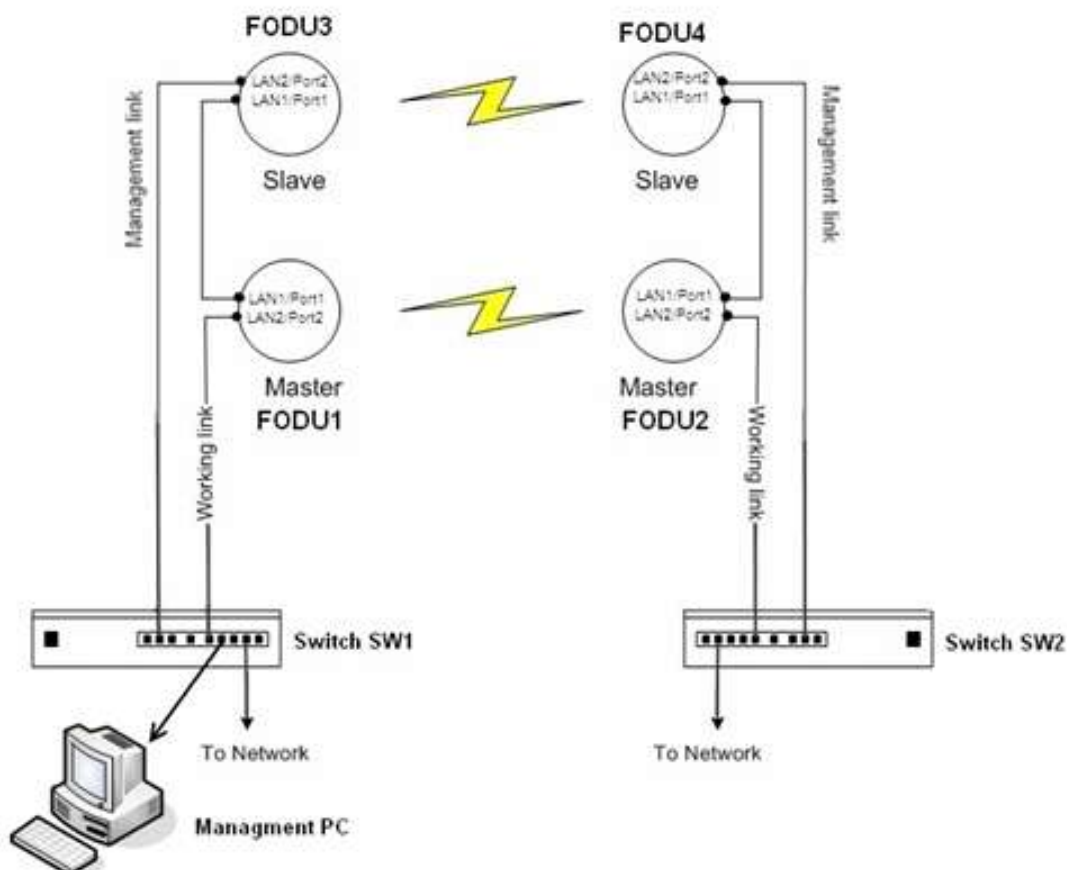 FODU3
FODU4
LAN2/Port2
LAN1/Port1
LAN2/Port2
LAN1/Port1
Management link
Management link
Slave
Slave
LAN1/Port1
LAN2/Port2
LAN1/Port1
LAN2/Port2
Master
FODU1
Master
FODU2
Working link
Working link
Switch SW1
Switch SW2
To Network
To Network
Managment PC